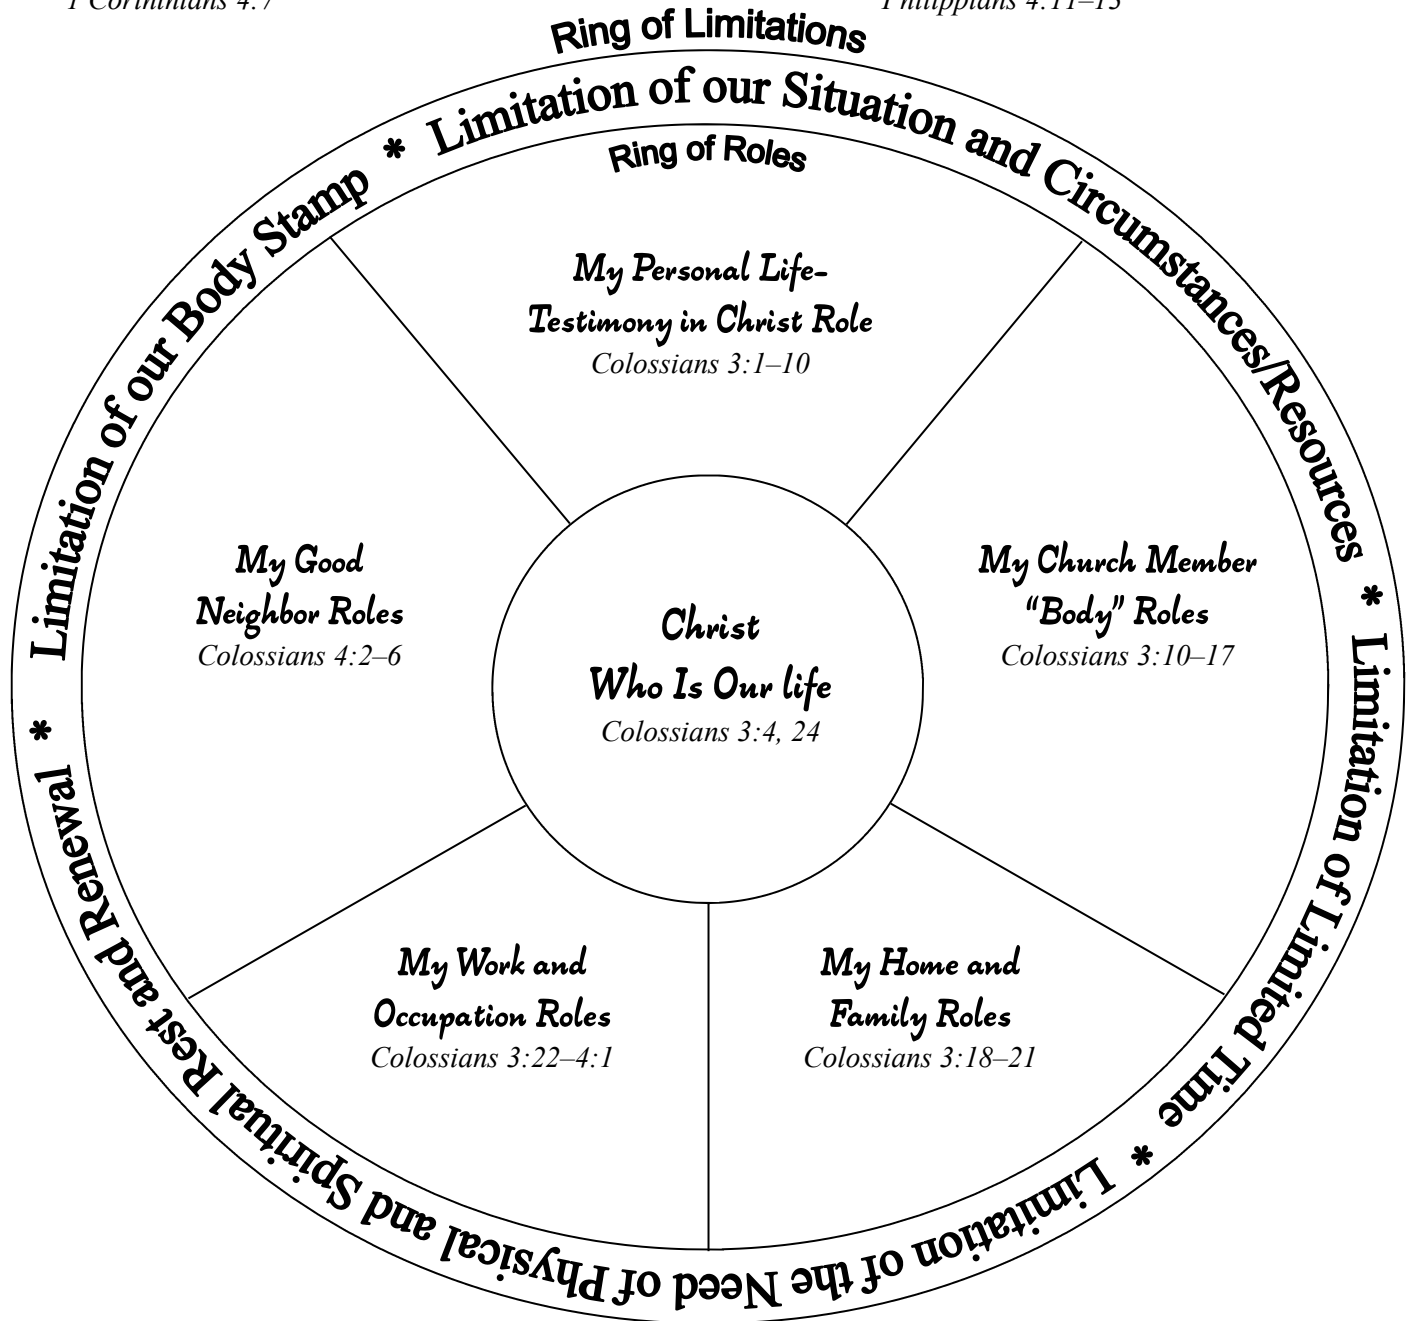 1 Corinthians 4:7
Philippians 4:11–13
Ring of Limitations
Limitation of our Body Stamp * Limitation of our Situation and Circumstances/Resources * Limitation of Limited Time * Limitation of the Need of Physical and Spiritual Rest and Renewal *
Ring of Roles
My Personal Life-
Testimony in Christ Role
Colossians 3:1–10
My Good
Neighbor Roles
Colossians 4:2–6
Christ
Who Is Our life
Colossians 3:4, 24
My Church Member
“Body” Roles
Colossians 3:10–17
My Work and
Occupation Roles
Colossians 3:22–4:1
My Home and
Family Roles
Colossians 3:18–21